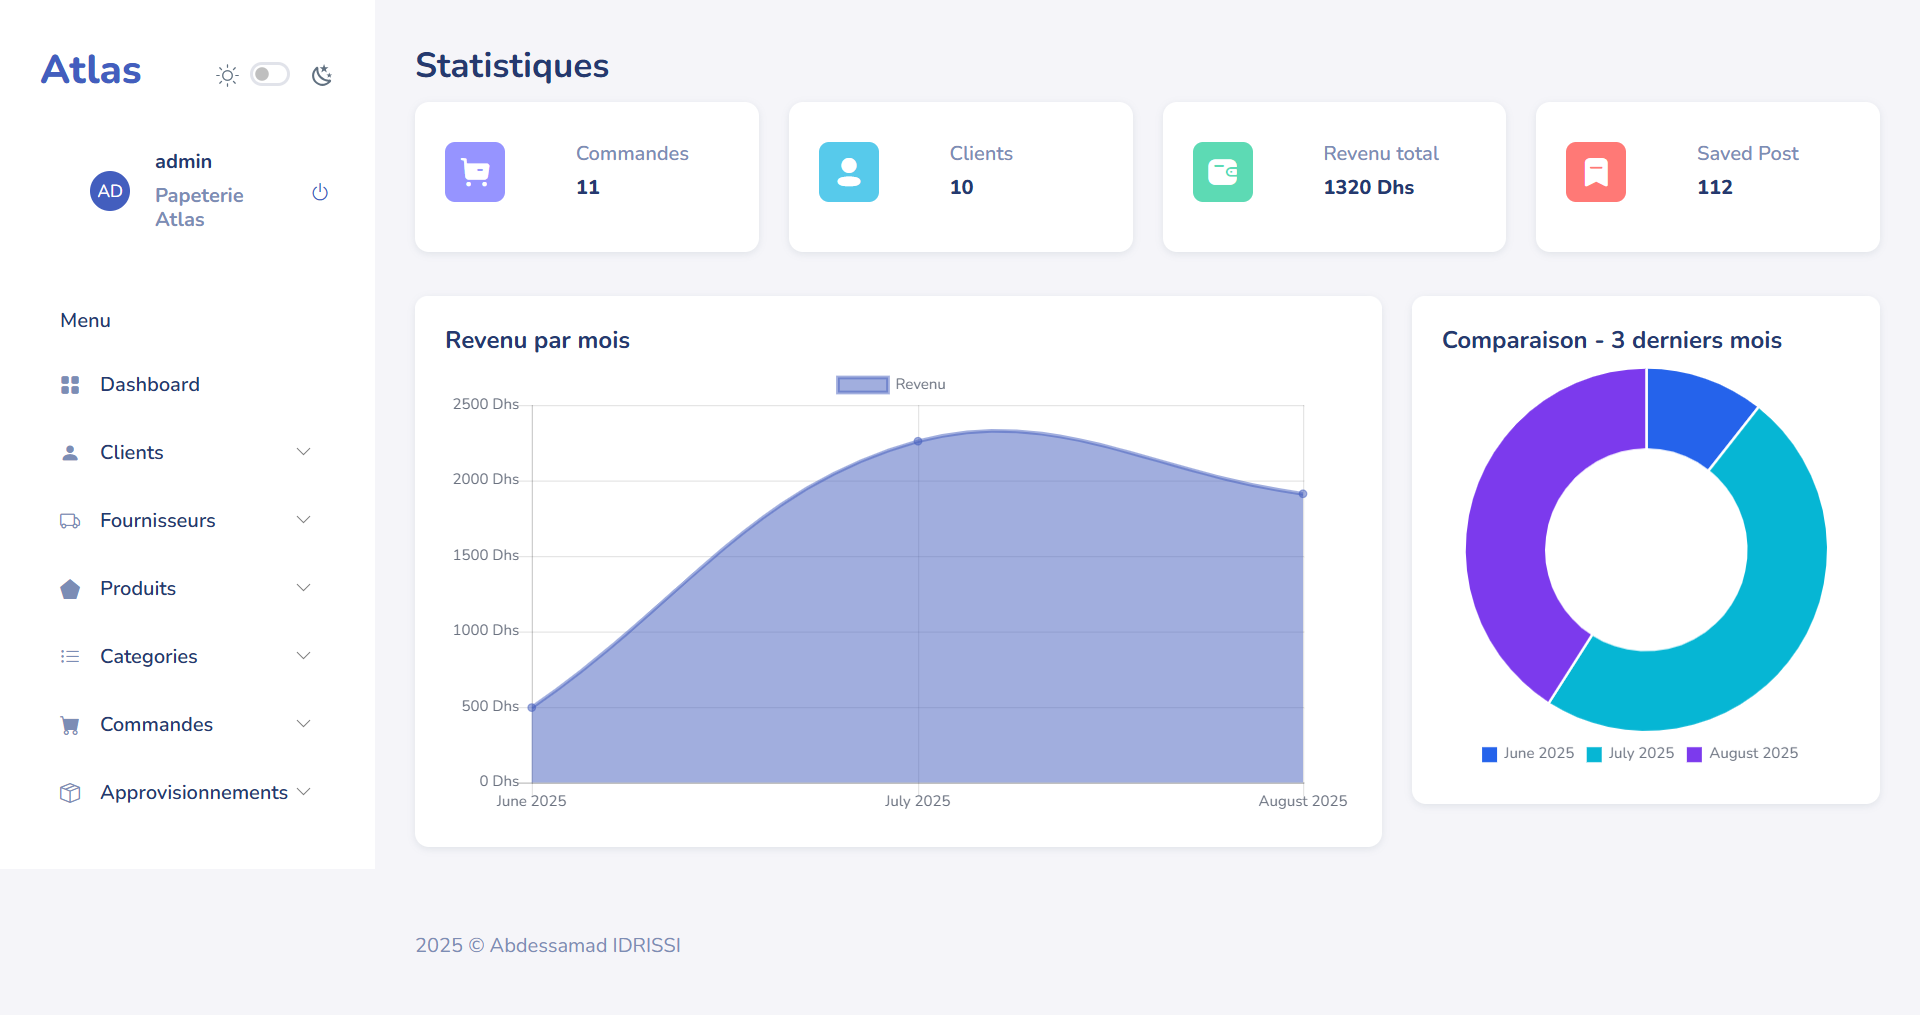 Atlas
admin
AD
Papeterie
Atlas
Menu
Dashboard
Clients
Fournisseurs
Produits
Categories
Commandes
Approvisionnements
Statistiques
Commandes
11
Clients
10
Revenu total
1320 Dhs
Saved Post
112
Revenu par mois
Revenu
2500 Dhs
2000 Dhs
1500 Dhs
1000 Dhs
500 Dhs
0 Dhs
June 2025 July 2025 August 2025
Comparaison - 3 derniers mois
June 2025 July 2025 August 2025
2025 © Abdessamad IDRISSI